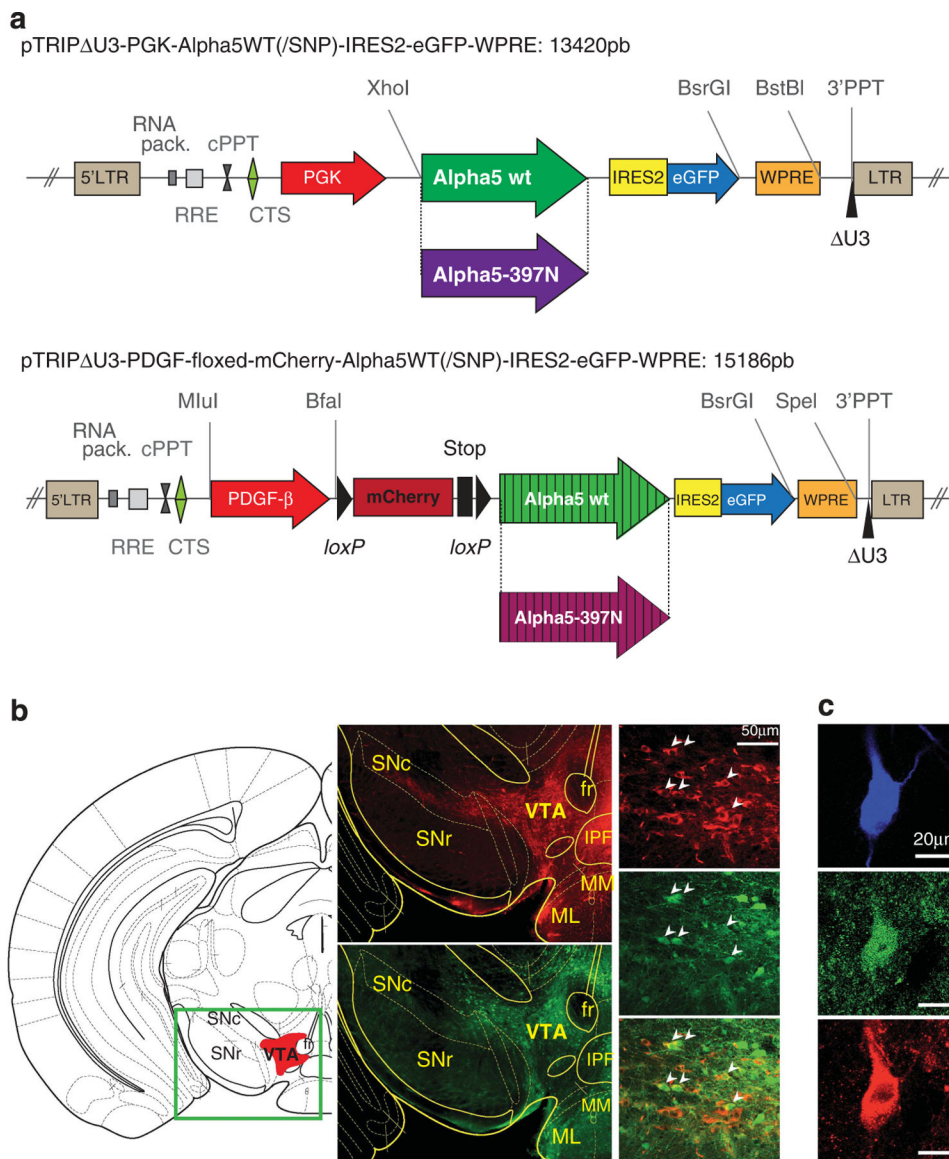 a
pTRIPΔU3-PGK-Alpha5WT(/SNP)-IRES2-eGFP-WPRE: 13420pb
XhoI
BsrGI
BstBI
3'PPT
RNA
pack.
cPPT
5'LTR
PGK
Alpha5 wt
IRES2
eGFP
WPRE
LTR
RRE
CTS
ΔU3
Alpha5-397N
pTRIPΔU3-PDGF-floxed-mCherry-Alpha5WT(/SNP)-IRES2-eGFP-WPRE: 15186pb
MluI
BfaI
BsrGI
SpeI
3'PPT
RNA
pack.
cPPT
Stop
5'LTR
PDGF-β
mCherry
Alpha5 wt
IRES2
eGFP
WPRE
LTR
RRE
CTS
loxP
loxP
ΔU3
Alpha5-397N
b
SNc
SNr
VTA
fr
SNc
SNr
VTA
fr
IPF
MM
ML
SNc
SNr
VTA
fr
IPF
MM
ML
50μm
c
20μm